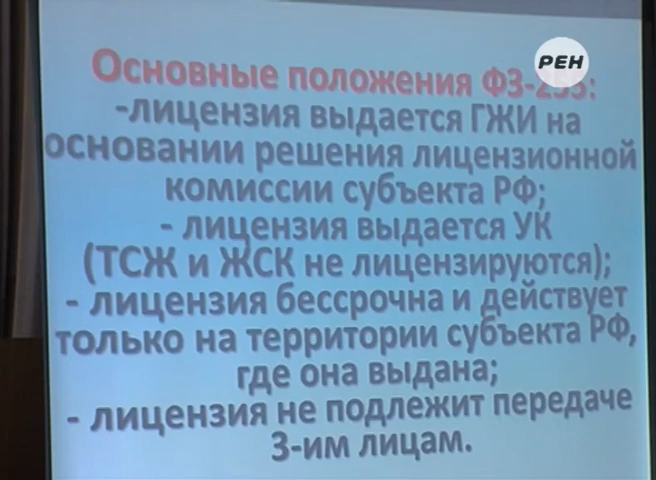 РЕН
Основные положения ФЗ-255:
-лицензия выдается ГЖИ на
основании решения лицензионной
комиссии субъекта РФ;
- лицензия выдается УК
(ТСЖ и ЖСК не лицензируются);
- лицензия бессрочна и действует
только на территории субъекта РФ,
где она выдана;
- лицензия не подлежит передаче
3-им лицам.